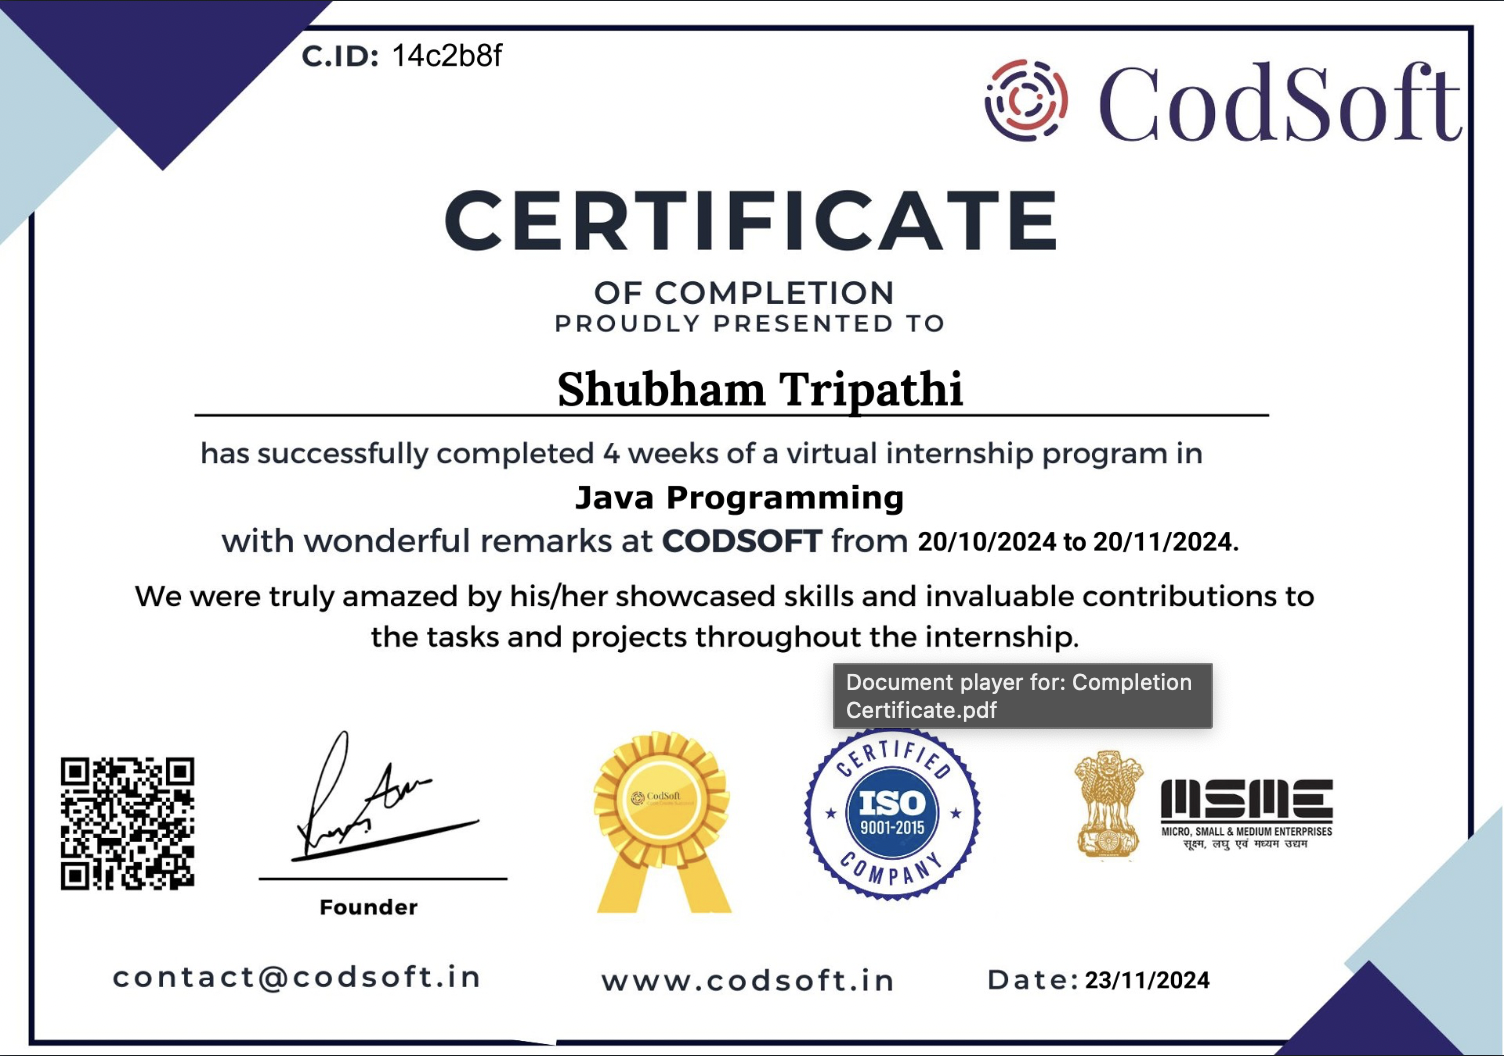 C.ID: 14c2b8f
CodSoft
CERTIFICATE
OF COMPLETION
PROUDLY PRESENTED TO
Shubham Tripathi
has successfully completed 4 weeks of a virtual internship program in
Java Programming
with wonderful remarks at CODSOFT from 20/10/2024 to 20/11/2024.
We were truly amazed by his/her showcased skills and invaluable contributions to
the tasks and projects throughout the internship.
Document player for: Completion
Certificate.pdf
CodSoft
CERTIFIED
ISO
9001-2015
COMPANY
MSME
MICRO, SMALL & MEDIUM ENTERPRISES
सूक्ष्म, लघु एवं मध्यम उद्यम
Founder
contact@codsoft.in
www.codsoft.in
Date: 23/11/2024